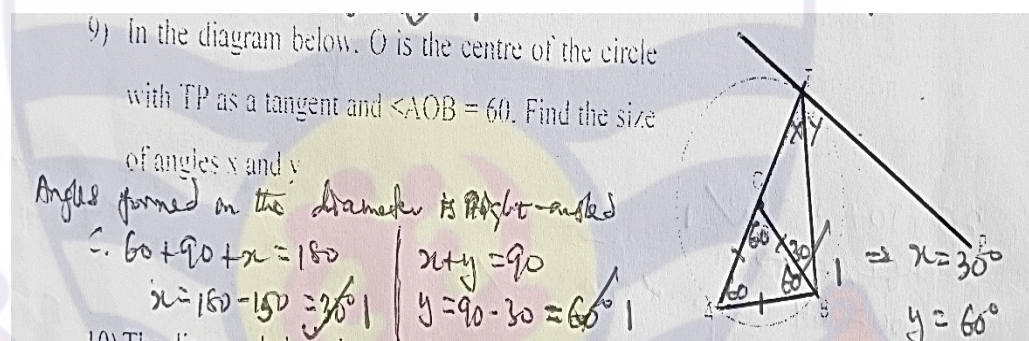 9) In the diagram below. O is the centre of the circle
with TP as a tangent and <AOB = 60. Find the size
of angles x and y
Angles formed on the diameter is Right-angled
∴ 60 + 90 + x = 180
x = 180 - 150 = 30° 1
x + y = 90
y = 90 - 30 = 60° 1
T
x y
O
60
30
60
60
A
B
P
1
⇒ x = 30°
y = 60°